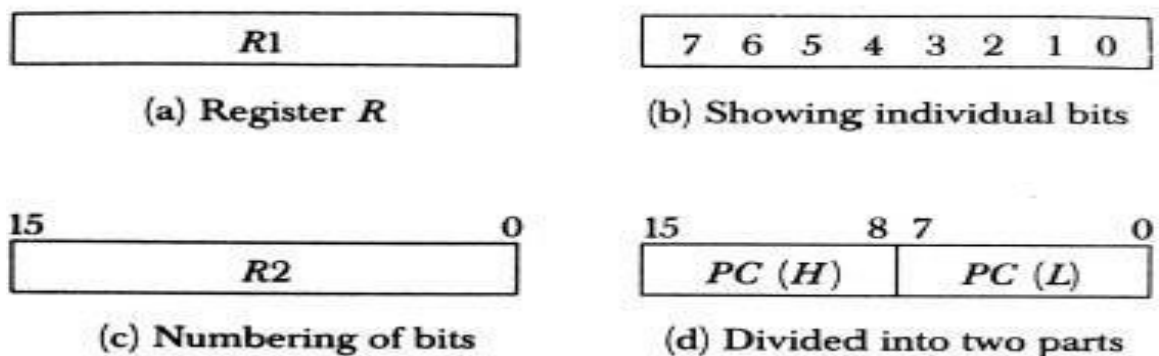 R1
7 6 5 4 3 2 1 0
(a) Register R
(b) Showing individual bits
15 0
15 8 7 0
R2
PC (H) PC (L)
(c) Numbering of bits
(d) Divided into two parts